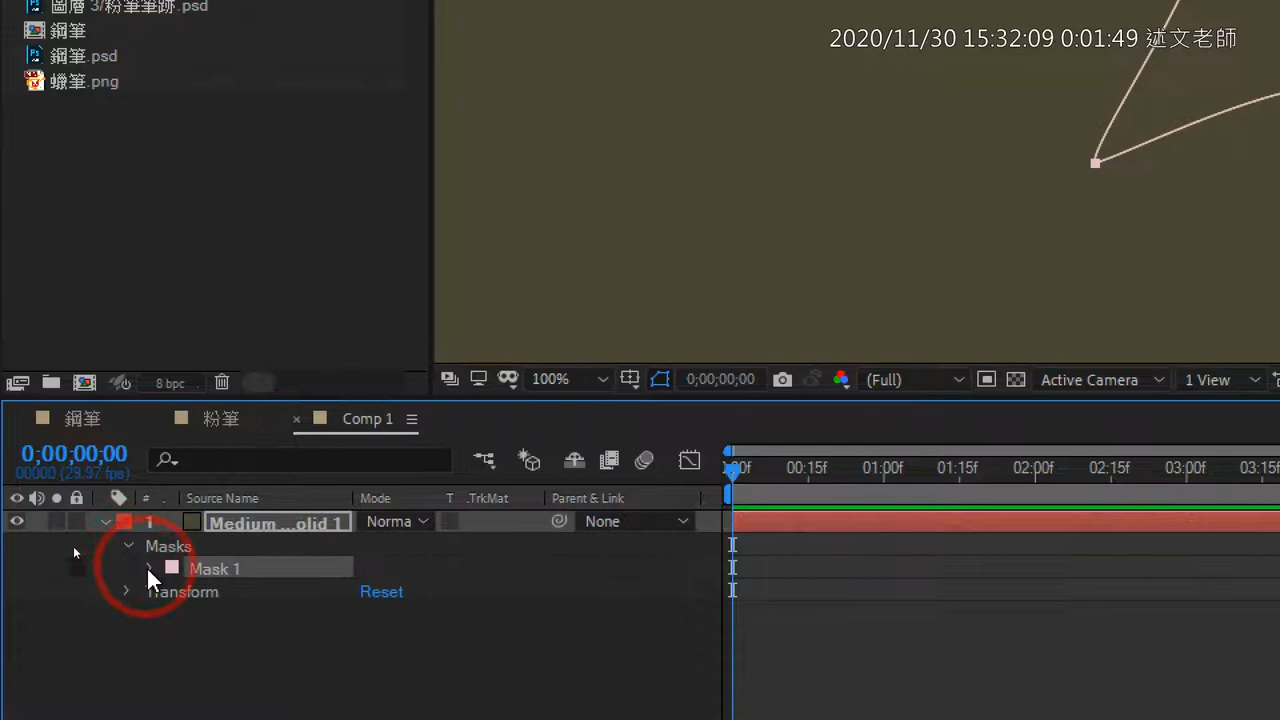 圖層 3/粉筆筆跡.psd
鋼筆
鋼筆.psd
蠟筆.png
2020/11/30 15:32:09 0:01:49 述文老師
8 bpc
100%
0;00;00;00
(Full)
Active Camera
1 View
鋼筆
粉筆
× Comp 1
0;00;00;00
00000 (29.97 fps)
:00f 00:15f 01:00f 01:15f 02:00f 02:15f 03:00f 03:15
# Source Name Mode T .TrkMat Parent & Link
1 Medium ...olid 1 Norma None
Masks
Mask 1
Transform Reset